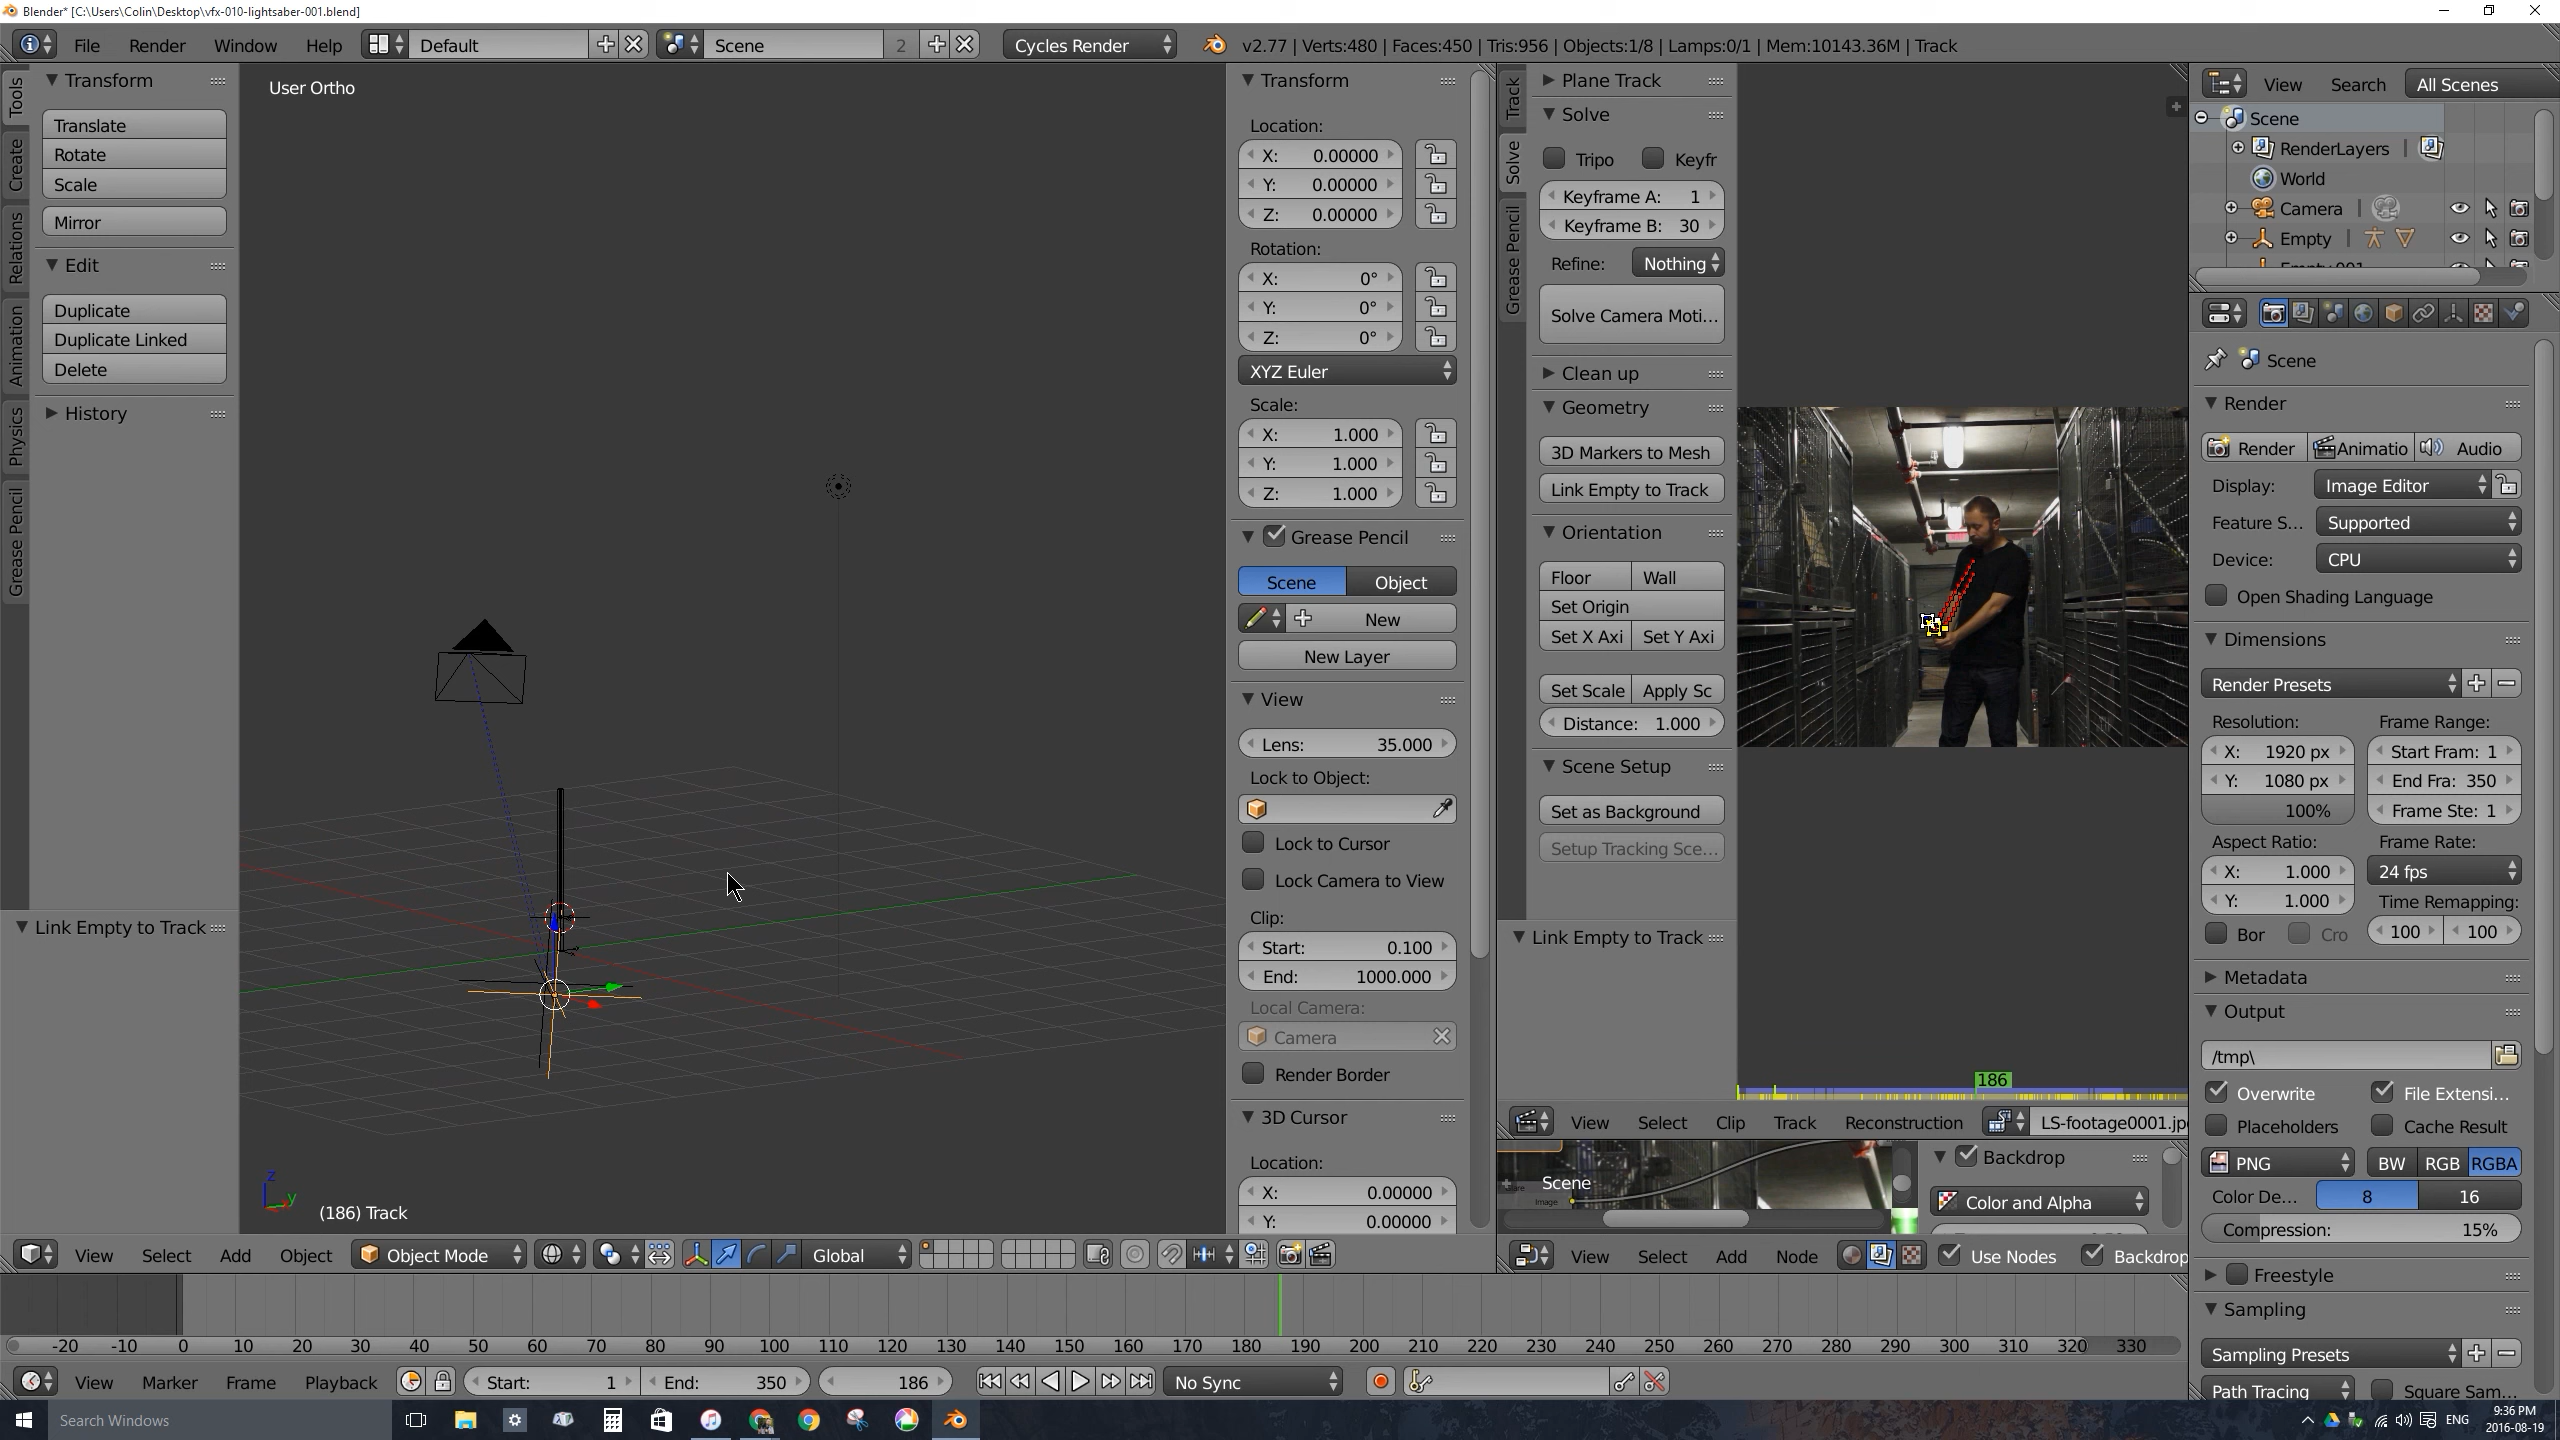 Blender* [C:\Users\Colin\Desktop\vfx-010-lightsaber-001.blend]
File Render Window Help Default Scene 2 Cycles Render v2.77 | Verts:480 | Faces:450 | Tris:956 | Objects:1/8 | Lamps:0/1 | Mem:10143.36M | Track
Tools
Create
Relations
Animation
Physics
Grease Pencil
Transform
Translate
Rotate
Scale
Mirror
Edit
Duplicate
Duplicate Linked
Delete
History
Link Empty to Track
User Ortho
(186) Track
Transform
Location:
X: 0.00000
Y: 0.00000
Z: 0.00000
Rotation:
X: 0°
Y: 0°
Z: 0°
XYZ Euler
Scale:
X: 1.000
Y: 1.000
Z: 1.000
Grease Pencil
Scene Object
New
New Layer
View
Lens: 35.000
Lock to Object:
Lock to Cursor
Lock Camera to View
Clip:
Start: 0.100
End: 1000.000
Local Camera:
Camera
Render Border
3D Cursor
Location:
X: 0.00000
Y: 0.00000
Track
Solve
Grease Pencil
Plane Track
Solve
Tripo Keyfr
Keyframe A: 1
Keyframe B: 30
Refine: Nothing
Solve Camera Moti...
Clean up
Geometry
3D Markers to Mesh
Link Empty to Track
Orientation
Floor Wall
Set Origin
Set X Axi Set Y Axi
Set Scale Apply Sc
Distance: 1.000
Scene Setup
Set as Background
Setup Tracking Sce...
Link Empty to Track
186
View Select Clip Track Reconstruction LS-footage0001.jp
Scene
Image
Backdrop
Color and Alpha
View Select Add Node Use Nodes Backdrop
View Search All Scenes
Scene
RenderLayers
World
Camera
Empty
Scene
Render
Render Animatio Audio
Display: Image Editor
Feature S... Supported
Device: CPU
Open Shading Language
Dimensions
Render Presets
Resolution: Frame Range:
X: 1920 px Start Fram: 1
Y: 1080 px End Fra: 350
100% Frame Ste: 1
Aspect Ratio: Frame Rate:
X: 1.000 24 fps
Y: 1.000 Time Remapping:
Bor Cro 100 100
Metadata
Output
/tmp\
Overwrite File Extensi...
Placeholders Cache Result
PNG BW RGB RGBA
Color De... 8 16
Compression: 15%
Freestyle
Sampling
Sampling Presets
Path Tracing Square Sam...
View Select Add Object Object Mode Global
-20 -10 0 10 20 30 40 50 60 70 80 90 100 110 120 130 140 150 160 170 180 190 200 210 220 230 240 250 260 270 280 290 300 310 320 330
View Marker Frame Playback Start: 1 End: 350 186 No Sync
Search Windows
ENG
9:36 PM
2016-08-19